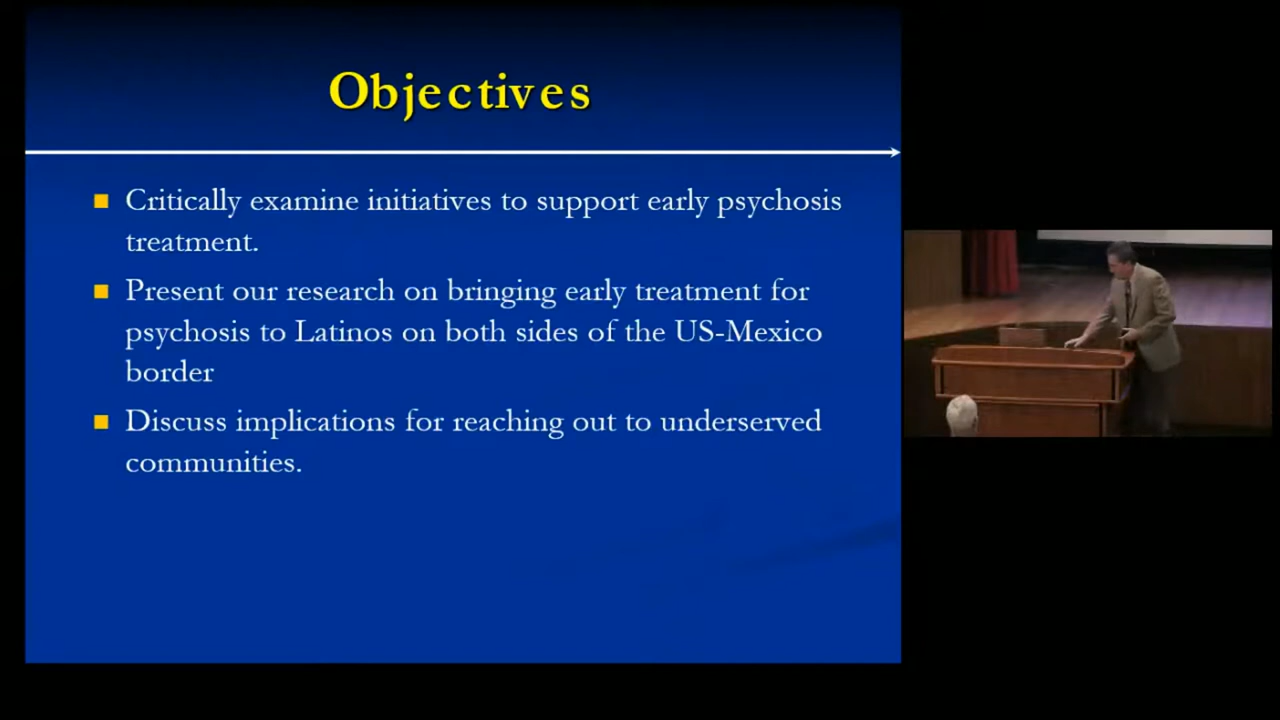 Objectives
Critically examine initiatives to support early psychosis
treatment.
Present our research on bringing early treatment for
psychosis to Latinos on both sides of the US-Mexico
border
Discuss implications for reaching out to underserved
communities.